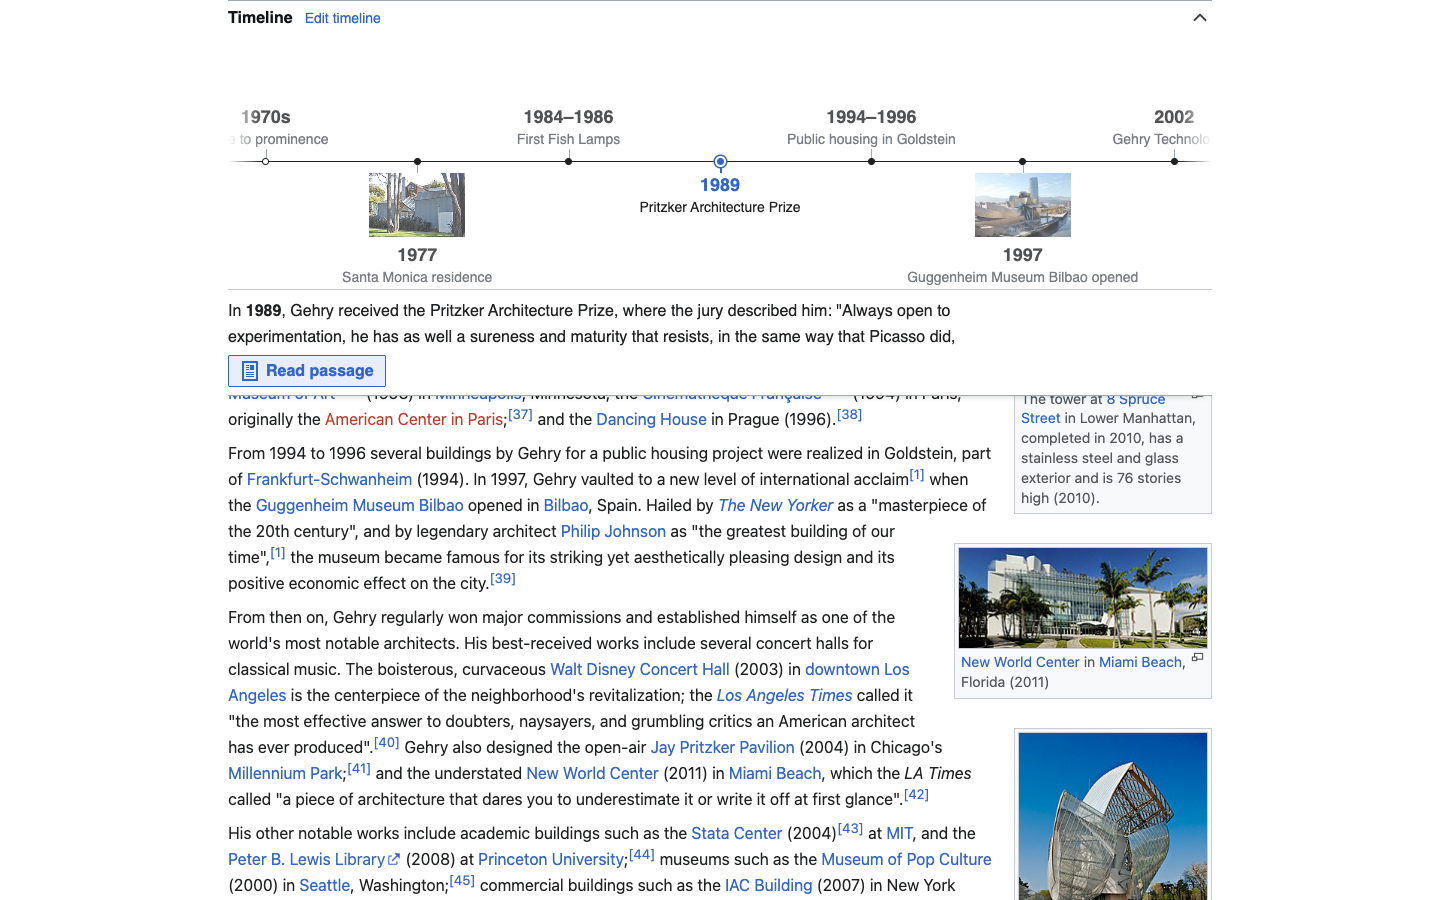 Timeline Edit timeline
1970s 1984–1986 1994–1996 2002
e to prominence First Fish Lamps Public housing in Goldstein Gehry Technolo
1989
Pritzker Architecture Prize
1977 1997
Santa Monica residence Guggenheim Museum Bilbao opened
In 1989, Gehry received the Pritzker Architecture Prize, where the jury described him: "Always open to
experimentation, he has as well a sureness and maturity that resists, in the same way that Picasso did,
Read passage
originally the American Center in Paris;[37] and the Dancing House in Prague (1996).[38]
From 1994 to 1996 several buildings by Gehry for a public housing project were realized in Goldstein, part
of Frankfurt-Schwanheim (1994). In 1997, Gehry vaulted to a new level of international acclaim[1] when
the Guggenheim Museum Bilbao opened in Bilbao, Spain. Hailed by The New Yorker as a "masterpiece of
the 20th century", and by legendary architect Philip Johnson as "the greatest building of our
time",[1] the museum became famous for its striking yet aesthetically pleasing design and its
positive economic effect on the city.[39]
From then on, Gehry regularly won major commissions and established himself as one of the
world's most notable architects. His best-received works include several concert halls for
classical music. The boisterous, curvaceous Walt Disney Concert Hall (2003) in downtown Los
Angeles is the centerpiece of the neighborhood's revitalization; the Los Angeles Times called it
"the most effective answer to doubters, naysayers, and grumbling critics an American architect
has ever produced".[40] Gehry also designed the open-air Jay Pritzker Pavilion (2004) in Chicago's
Millennium Park;[41] and the understated New World Center (2011) in Miami Beach, which the LA Times
called "a piece of architecture that dares you to underestimate it or write it off at first glance".[42]
His other notable works include academic buildings such as the Stata Center (2004)[43] at MIT, and the
Peter B. Lewis Library (2008) at Princeton University;[44] museums such as the Museum of Pop Culture
(2000) in Seattle, Washington;[45] commercial buildings such as the IAC Building (2007) in New York
The tower at 8 Spruce
Street in Lower Manhattan,
completed in 2010, has a
stainless steel and glass
exterior and is 76 stories
high (2010).
New World Center in Miami Beach,
Florida (2011)